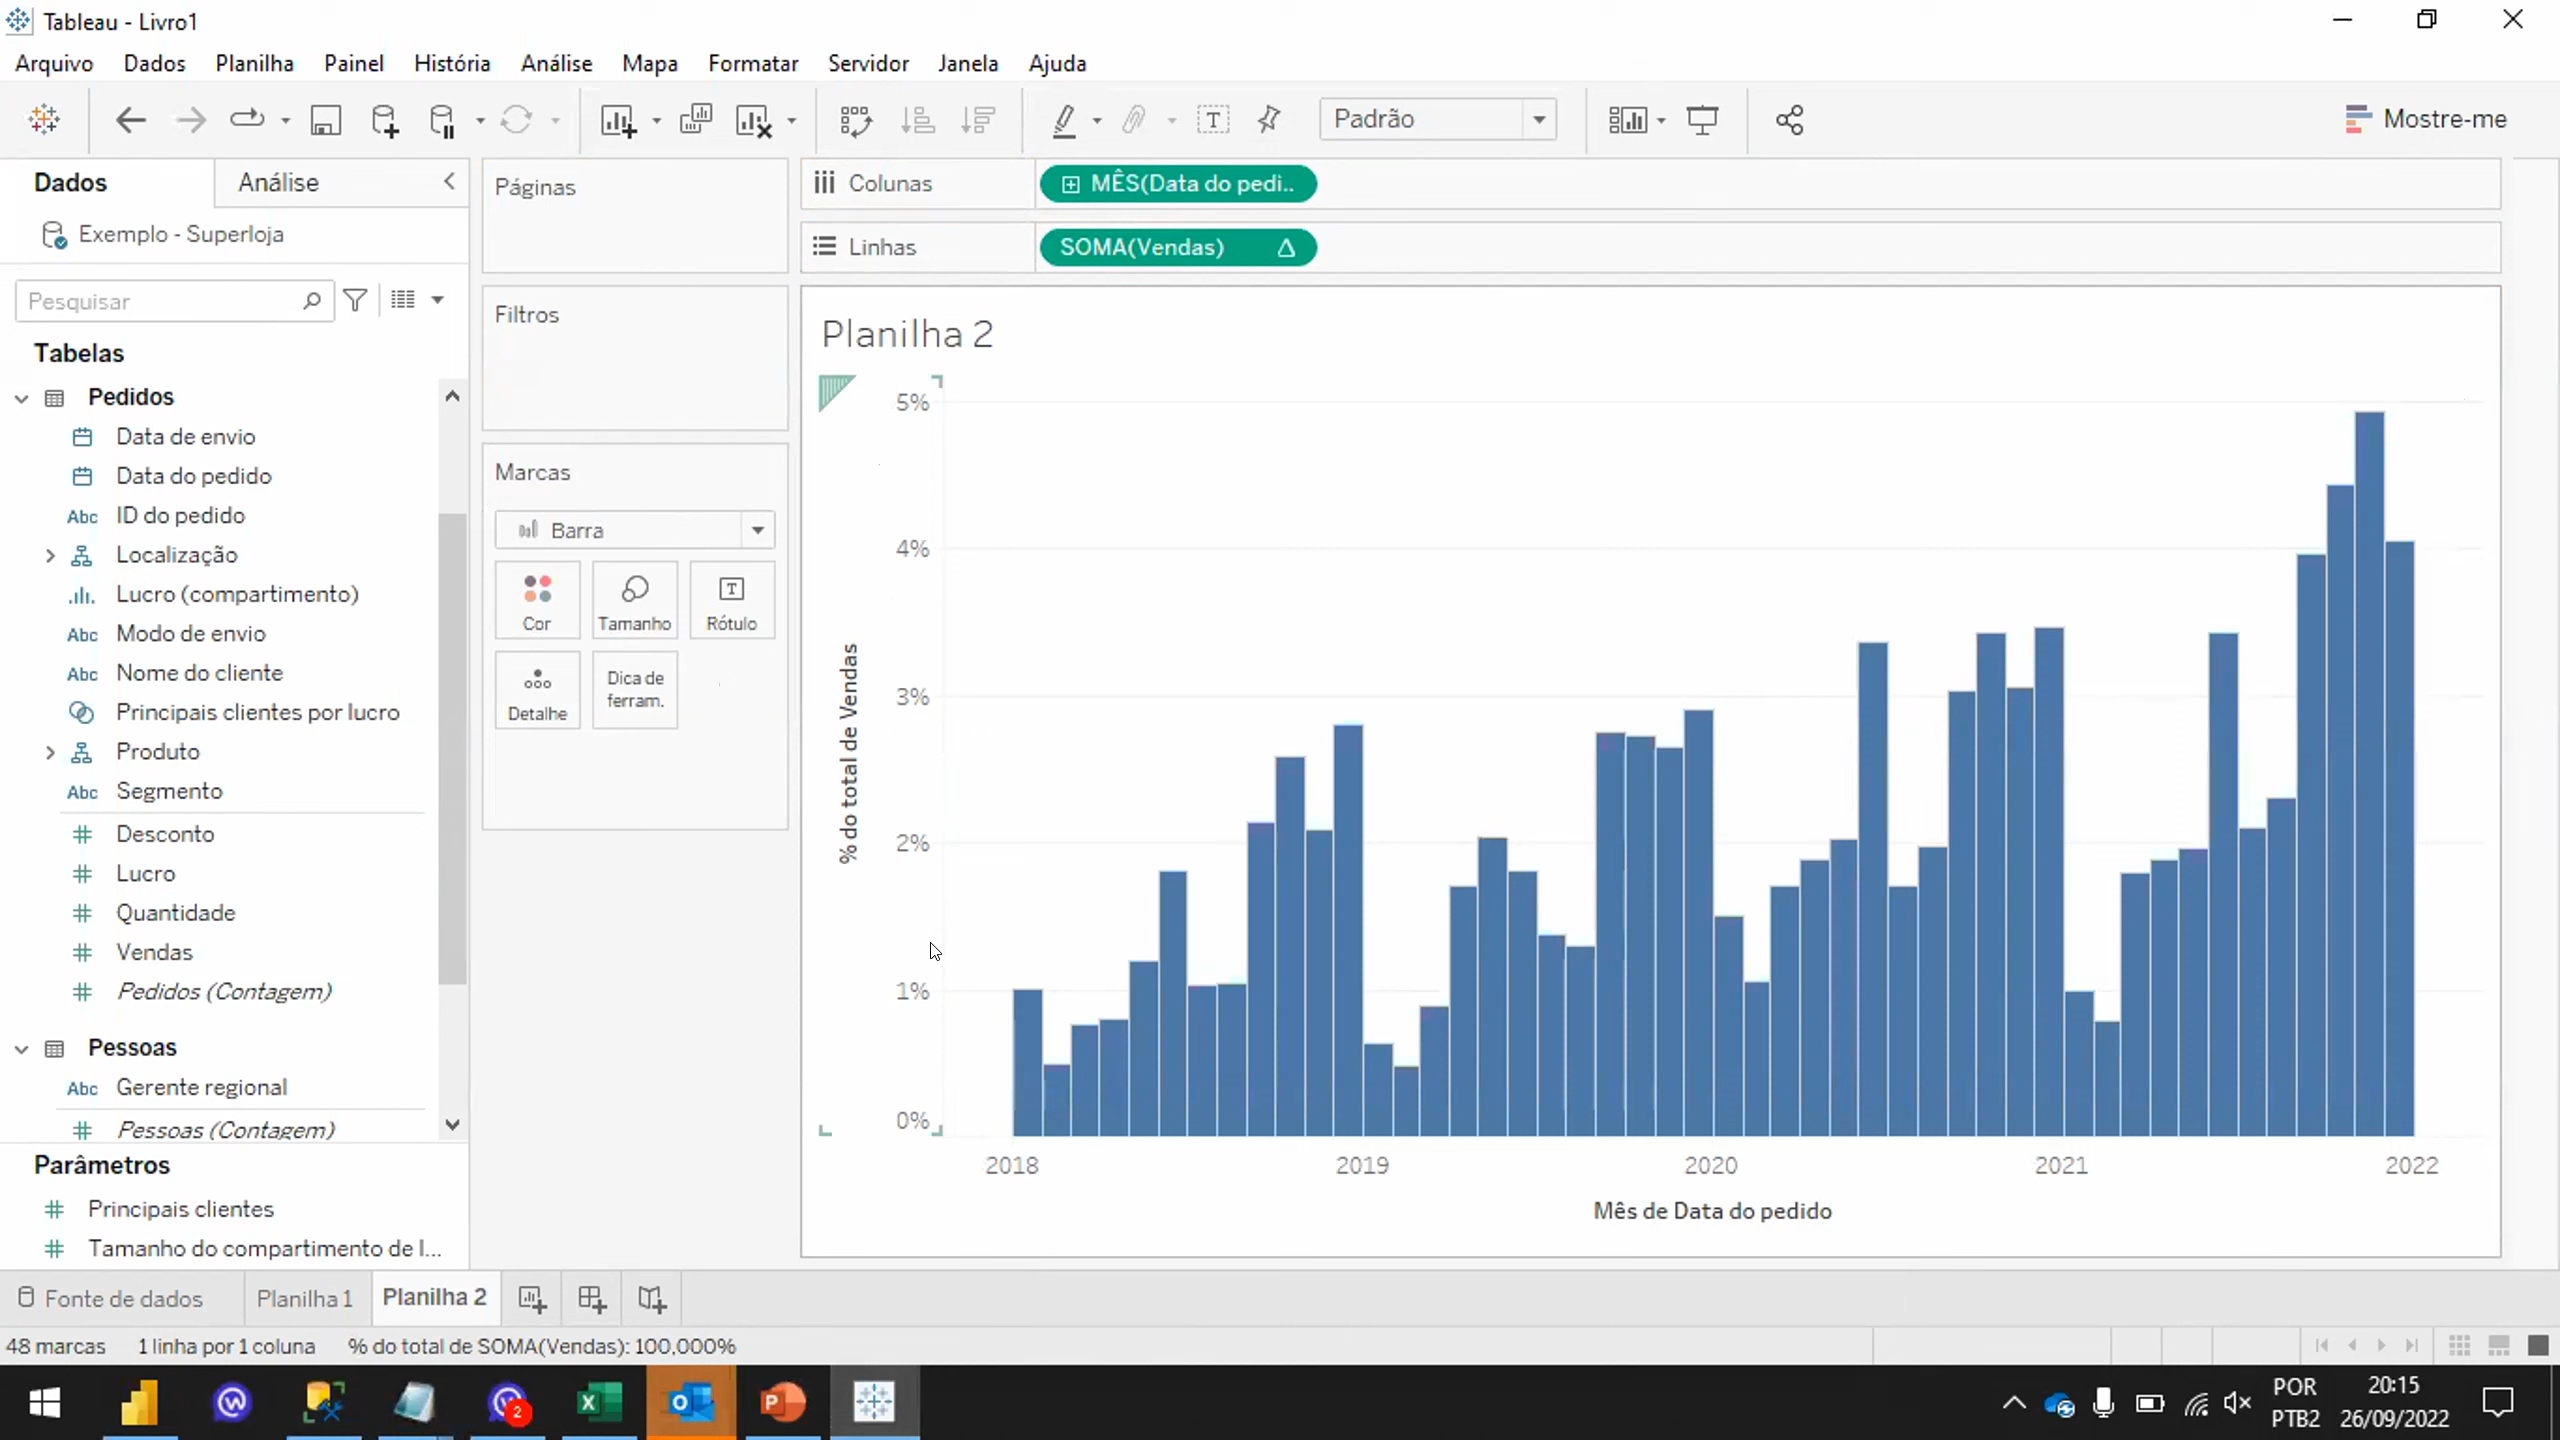 Tableau - Livro1
Arquivo Dados Planilha Painel História Análise Mapa Formatar Servidor Janela Ajuda
Padrão
Mostre-me
Dados
Análise
Exemplo - Superloja
Pesquisar
Tabelas
Pedidos
Data de envio
Data do pedido
Abc ID do pedido
Localização
Lucro (compartimento)
Abc Modo de envio
Abc Nome do cliente
Principais clientes por lucro
Produto
Abc Segmento
# Desconto
# Lucro
# Quantidade
# Vendas
# Pedidos (Contagem)
Pessoas
Abc Gerente regional
# Pessoas (Contagem)
Parâmetros
# Principais clientes
# Tamanho do compartimento de l...
Páginas
Filtros
Marcas
Barra
Cor
Tamanho
Rótulo
Detalhe
Dica de
ferram.
Colunas
MÊS(Data do pedi..
Linhas
SOMA(Vendas) Δ
Planilha 2
% do total de Vendas
5%
4%
3%
2%
1%
0%
2018 2019 2020 2021 2022
Mês de Data do pedido
Fonte de dados
Planilha 1
Planilha 2
48 marcas
1 linha por 1 coluna
% do total de SOMA(Vendas): 100,000%
2
POR
PTB2
20:15
26/09/2022